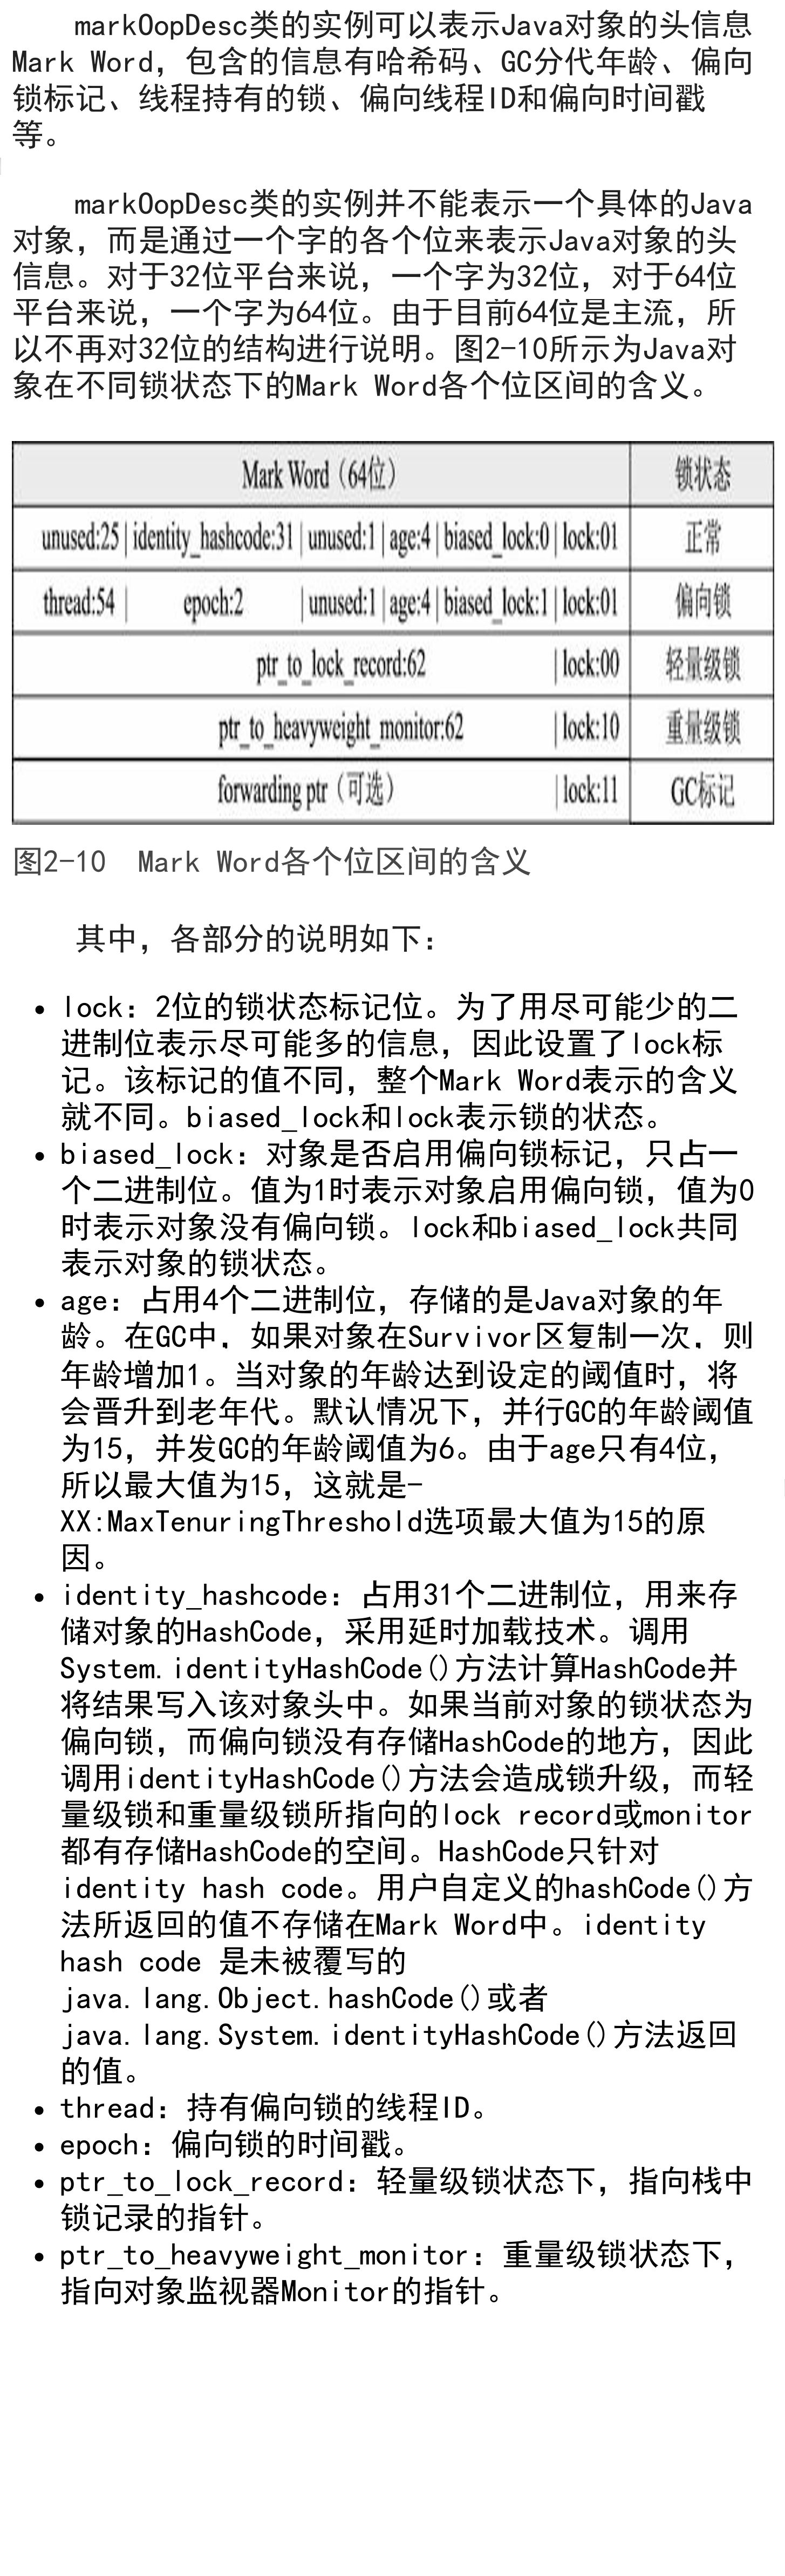 markOopDesc类的实例可以表示Java对象的头信息
Mark Word，包含的信息有哈希码、GC分代年龄、偏向
锁标记、线程持有的锁、偏向线程ID和偏向时间戳
等。
markOopDesc类的实例并不能表示一个具体的Java
对象，而是通过一个字的各个位来表示Java对象的头
信息。对于32位平台来说，一个字为32位，对于64位
平台来说，一个字为64位。由于目前64位是主流，所
以不再对32位的结构进行说明。图2-10所示为Java对
象在不同锁状态下的Mark Word各个位区间的含义。
Mark Word（64位） 锁状态
unused:25 | identity_hashcode:31 | unused:1 | age:4 | biased_lock:0 | lock:01 正常
thread:54 | epoch:2 | unused:1 | age:4 | biased_lock:1 | lock:01 偏向锁
ptr_to_lock_record:62 | lock:00 轻量级锁
ptr_to_heavyweight_monitor:62 | lock:10 重量级锁
forwarding ptr（可选） | lock:11 GC标记
图2-10 Mark Word各个位区间的含义
其中，各部分的说明如下：
• lock：2位的锁状态标记位。为了用尽可能少的二
进制位表示尽可能多的信息，因此设置了lock标
记。该标记的值不同，整个Mark Word表示的含义
就不同。biased_lock和lock表示锁的状态。
• biased_lock：对象是否启用偏向锁标记，只占一
个二进制位。值为1时表示对象启用偏向锁，值为0
时表示对象没有偏向锁。lock和biased_lock共同
表示对象的锁状态。
• age：占用4个二进制位，存储的是Java对象的年
龄。在GC中，如果对象在Survivor区复制一次，则
年龄增加1。当对象的年龄达到设定的阈值时，将
会晋升到老年代。默认情况下，并行GC的年龄阈值
为15，并发GC的年龄阈值为6。由于age只有4位，
所以最大值为15，这就是-
XX:MaxTenuringThreshold选项最大值为15的原
因。
• identity_hashcode：占用31个二进制位，用来存
储对象的HashCode，采用延时加载技术。调用
System.identityHashCode()方法计算HashCode并
将结果写入该对象头中。如果当前对象的锁状态为
偏向锁，而偏向锁没有存储HashCode的地方，因此
调用identityHashCode()方法会造成锁升级，而轻
量级锁和重量级锁所指向的lock record或monitor
都有存储HashCode的空间。HashCode只针对
identity hash code。用户自定义的hashCode()方
法所返回的值不存储在Mark Word中。identity
hash code 是未被覆写的
java.lang.Object.hashCode()或者
java.lang.System.identityHashCode()方法返回
的值。
• thread：持有偏向锁的线程ID。
• epoch：偏向锁的时间戳。
• ptr_to_lock_record：轻量级锁状态下，指向栈中
锁记录的指针。
• ptr_to_heavyweight_monitor：重量级锁状态下，
指向对象监视器Monitor的指针。